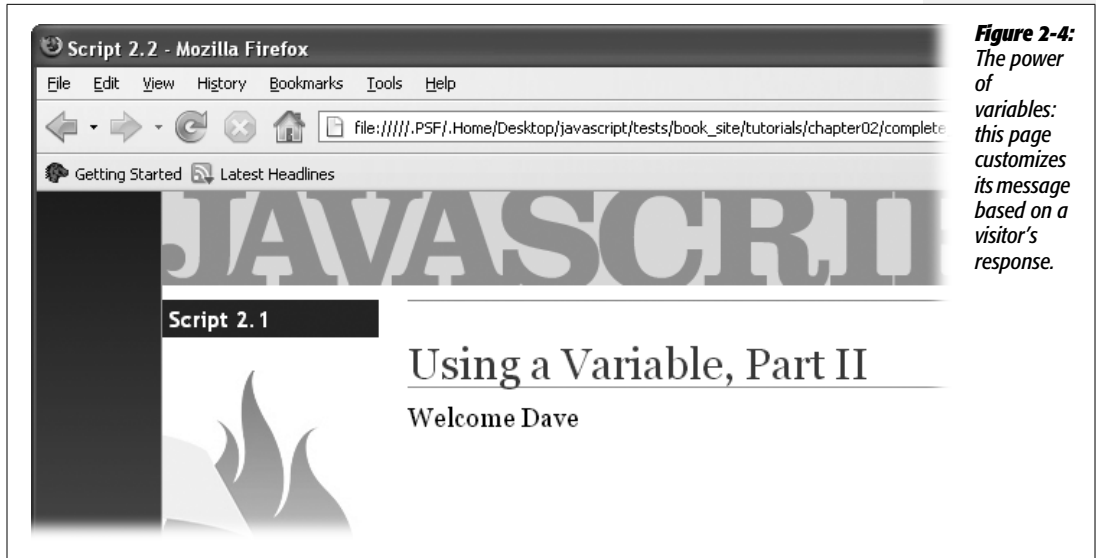 Script 2.2 - Mozilla Firefox
File Edit View History Bookmarks Tools Help
file://///.PSF/.Home/Desktop/javascript/tests/book_site/tutorials/chapter02/complete
Getting Started Latest Headlines
JAVASCRI
Script 2.1
Using a Variable, Part II
Welcome Dave
Figure 2-4:
The power
of
variables:
this page
customizes
its message
based on a
visitor's
response.